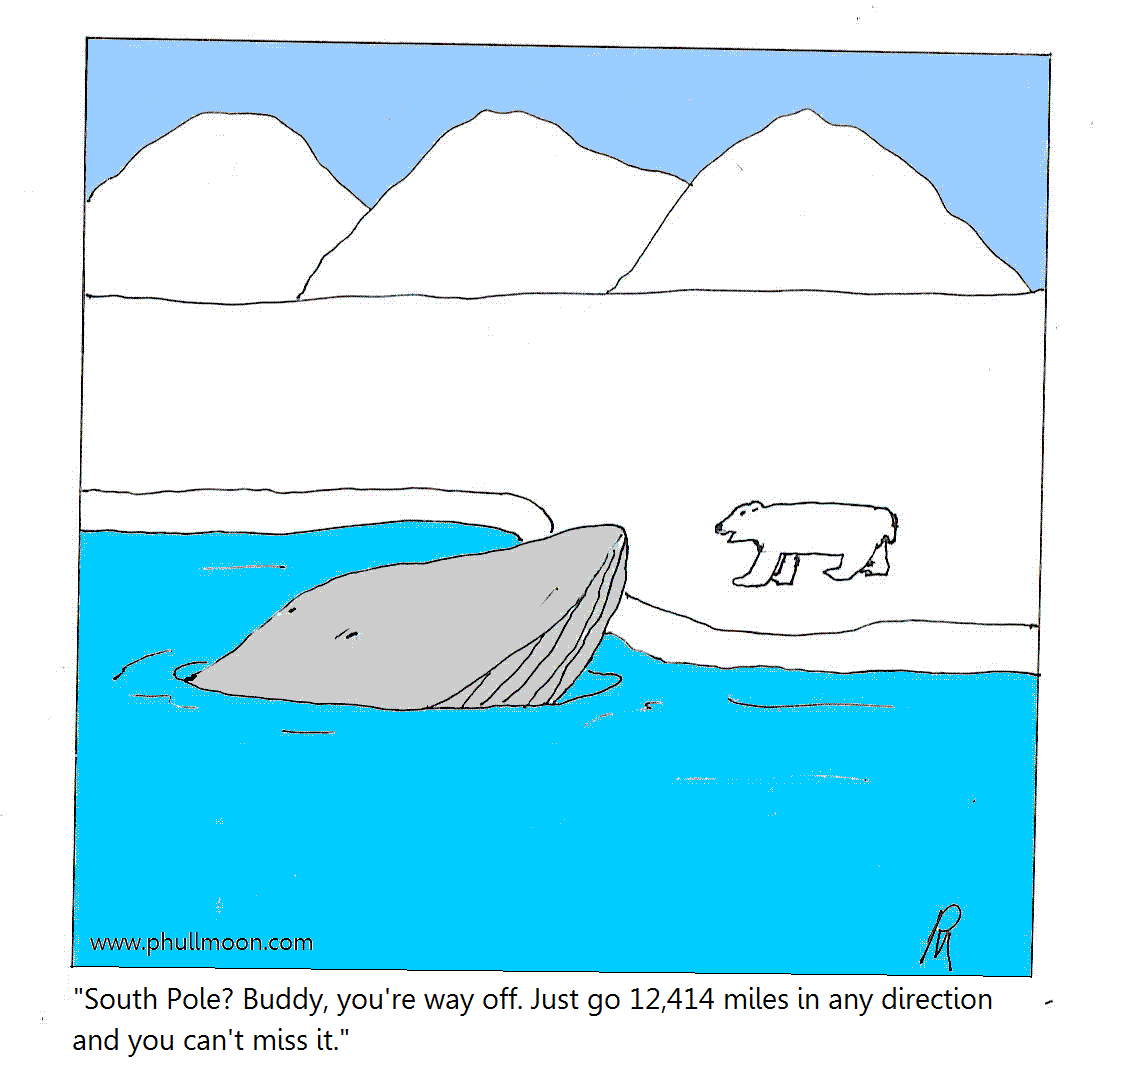 www.phullmoon.com
"South Pole? Buddy, you're way off. Just go 12,414 miles in any direction
and you can't miss it."